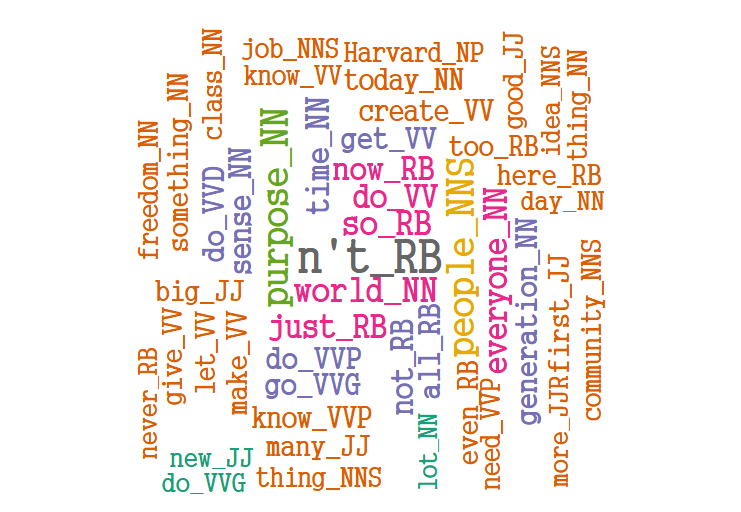 job_NNS
Harvard_NP
class_NN
good_JJ
idea_NNS
thing_NN
know_VV
today_NN
something_NN
freedom_NN
create_VV
time_NN
purpose_NN
get_VV
too_RB
now_RB
here_RB
do_VVD
sense_NN
do_VV
people_NNS
everyone_NN
day_NN
so_RB
n't_RB
generation_NN
first_JJ
community_NNS
big_JJ
world_NN
give_VV
let_VV
make_VV
never_RB
just_RB
not_RB
all_RB
do_VVP
go_VVG
even_RB
need_VVP
more_JJR
know_VVP
lot_NN
many_JJ
new_JJ
do_VVG
thing_NNS